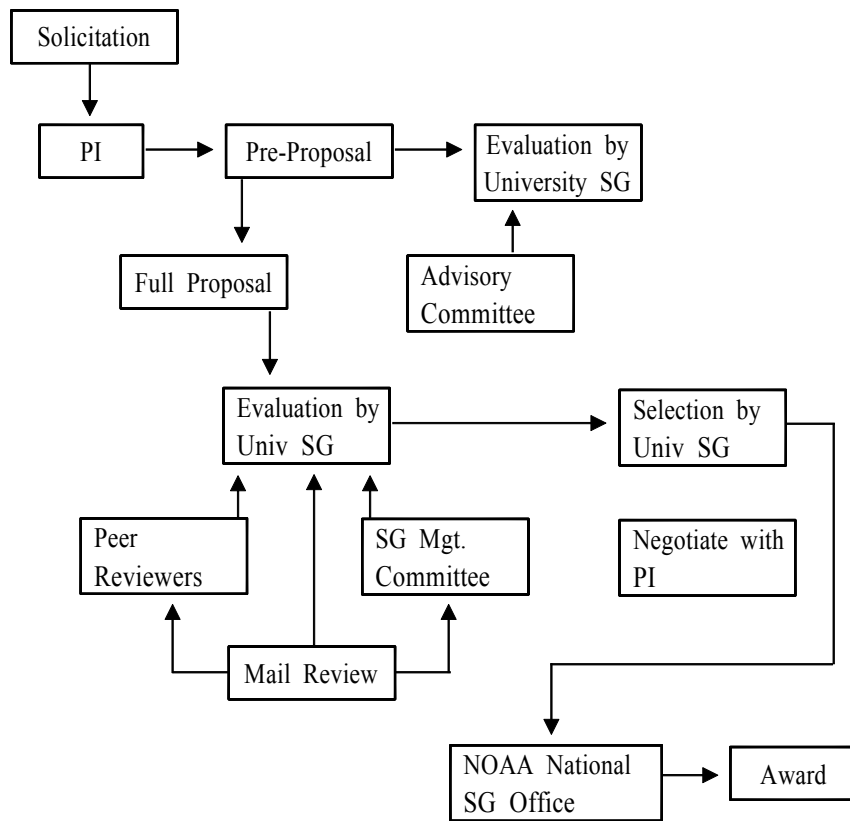 Solicitation
PI
Pre-Proposal
Evaluation by
University SG
Full Proposal
Advisory
Committee
Evaluation by
Univ SG
Selection by
Univ SG
Peer
Reviewers
SG Mgt.
Committee
Negotiate with
PI
Mail Review
NOAA National
SG Office
Award